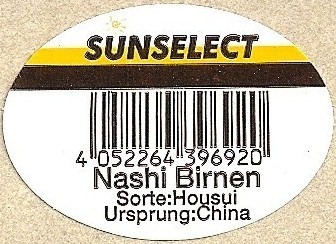 SUNSELECT
4 052264 396920
Nashi Birnen
Sorte:Housui
Ursprung:China